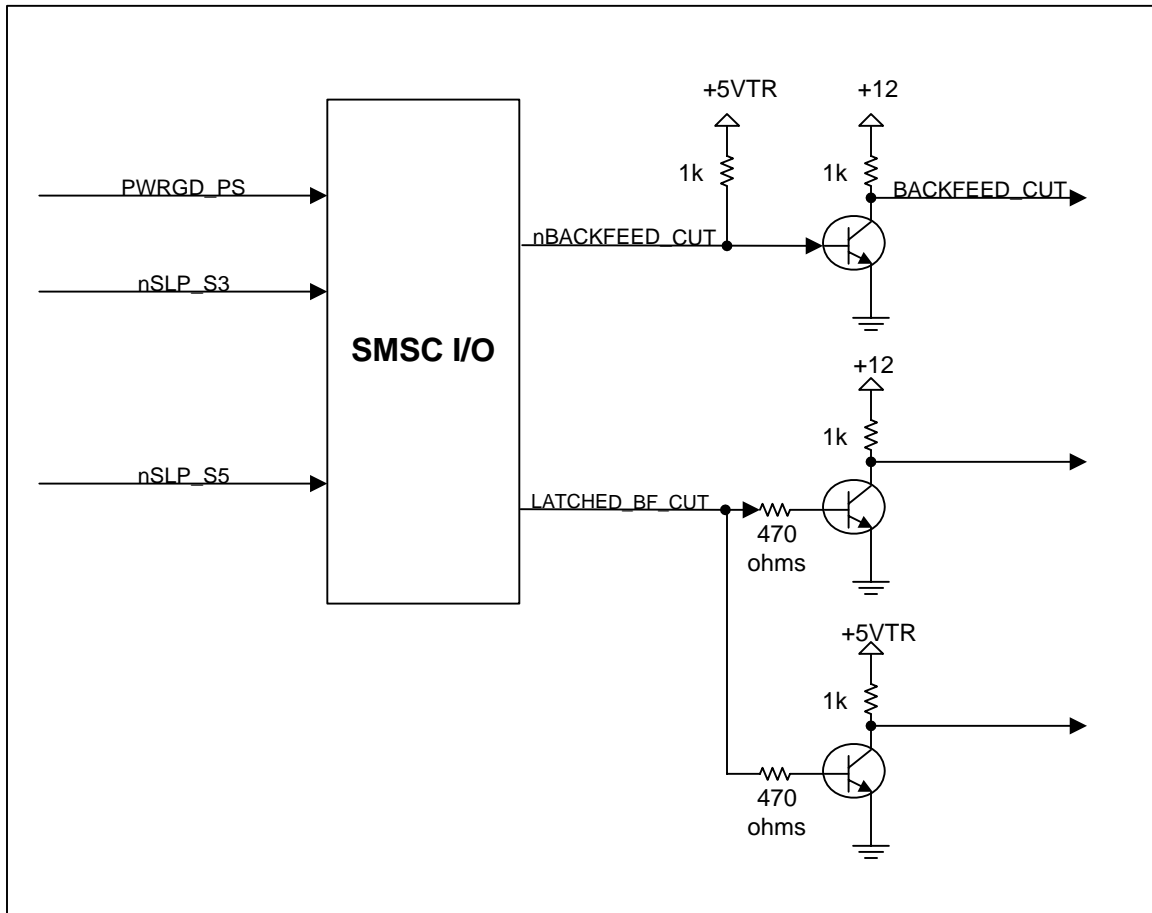 +5VTR
+12
1k
1k
PWRGD_PS
BACKFEED_CUT
nBACKFEED_CUT
nSLP_S3
SMSC I/O
+12
1k
nSLP_S5
LATCHED_BF_CUT
470
ohms
+5VTR
1k
470
ohms